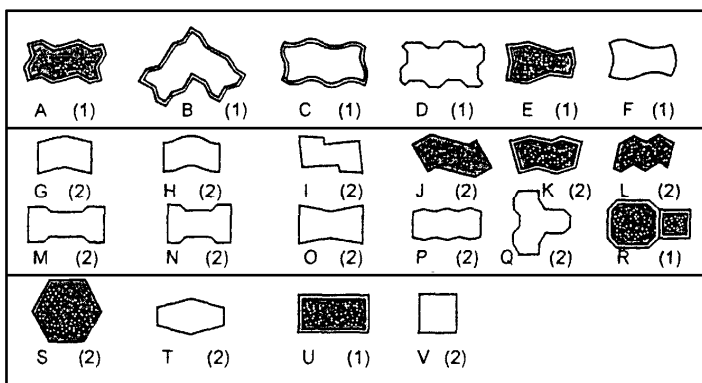 A (1) B (1) C (1) D (1) E (1) F (1)
G (2) H (2) I (2) J (2) K (2) L (2)
M (2) N (2) O (2) P (2) Q (2) R (1)
S (2) T (2) U (1) V (2)